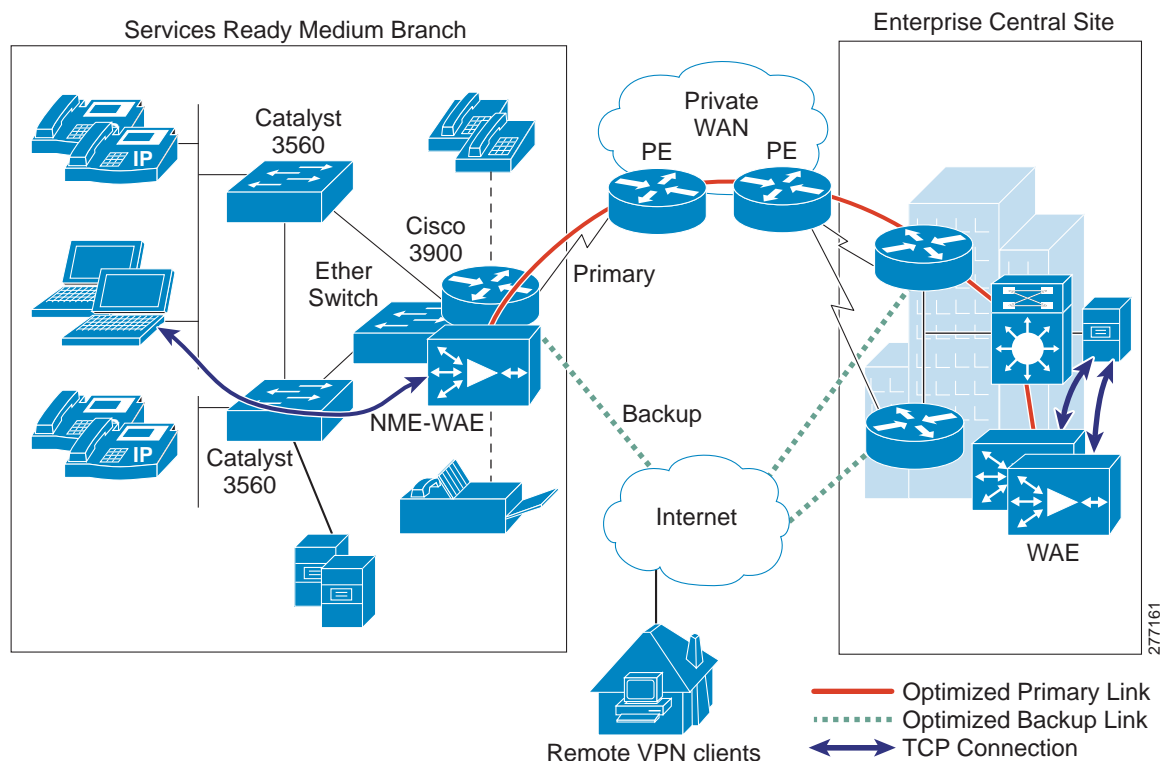 Services Ready Medium Branch
Enterprise Central Site
Private
WAN
PE
PE
Catalyst
3560
IP
Cisco
3900
Ether
Switch
Primary
NME-WAE
Backup
IP
Catalyst
3560
Internet
WAE
277161
Remote VPN clients
Optimized Primary Link
Optimized Backup Link
TCP Connection